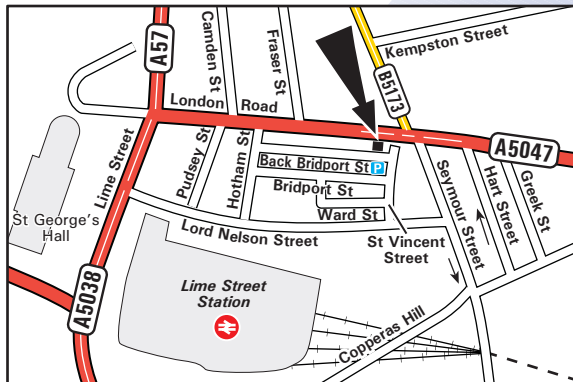 A57
Camden St
Fraser St
Kempston Street
B5173
London Road
A5047
Lime Street
Pudsey St
Hotham St
Back Bridport St
P
Bridport St
Ward St
Seymour Street
Hart Street
Greek St
St George's
Hall
Lord Nelson Street
St Vincent
Street
A5038
Lime Street
Station
Copperas Hill